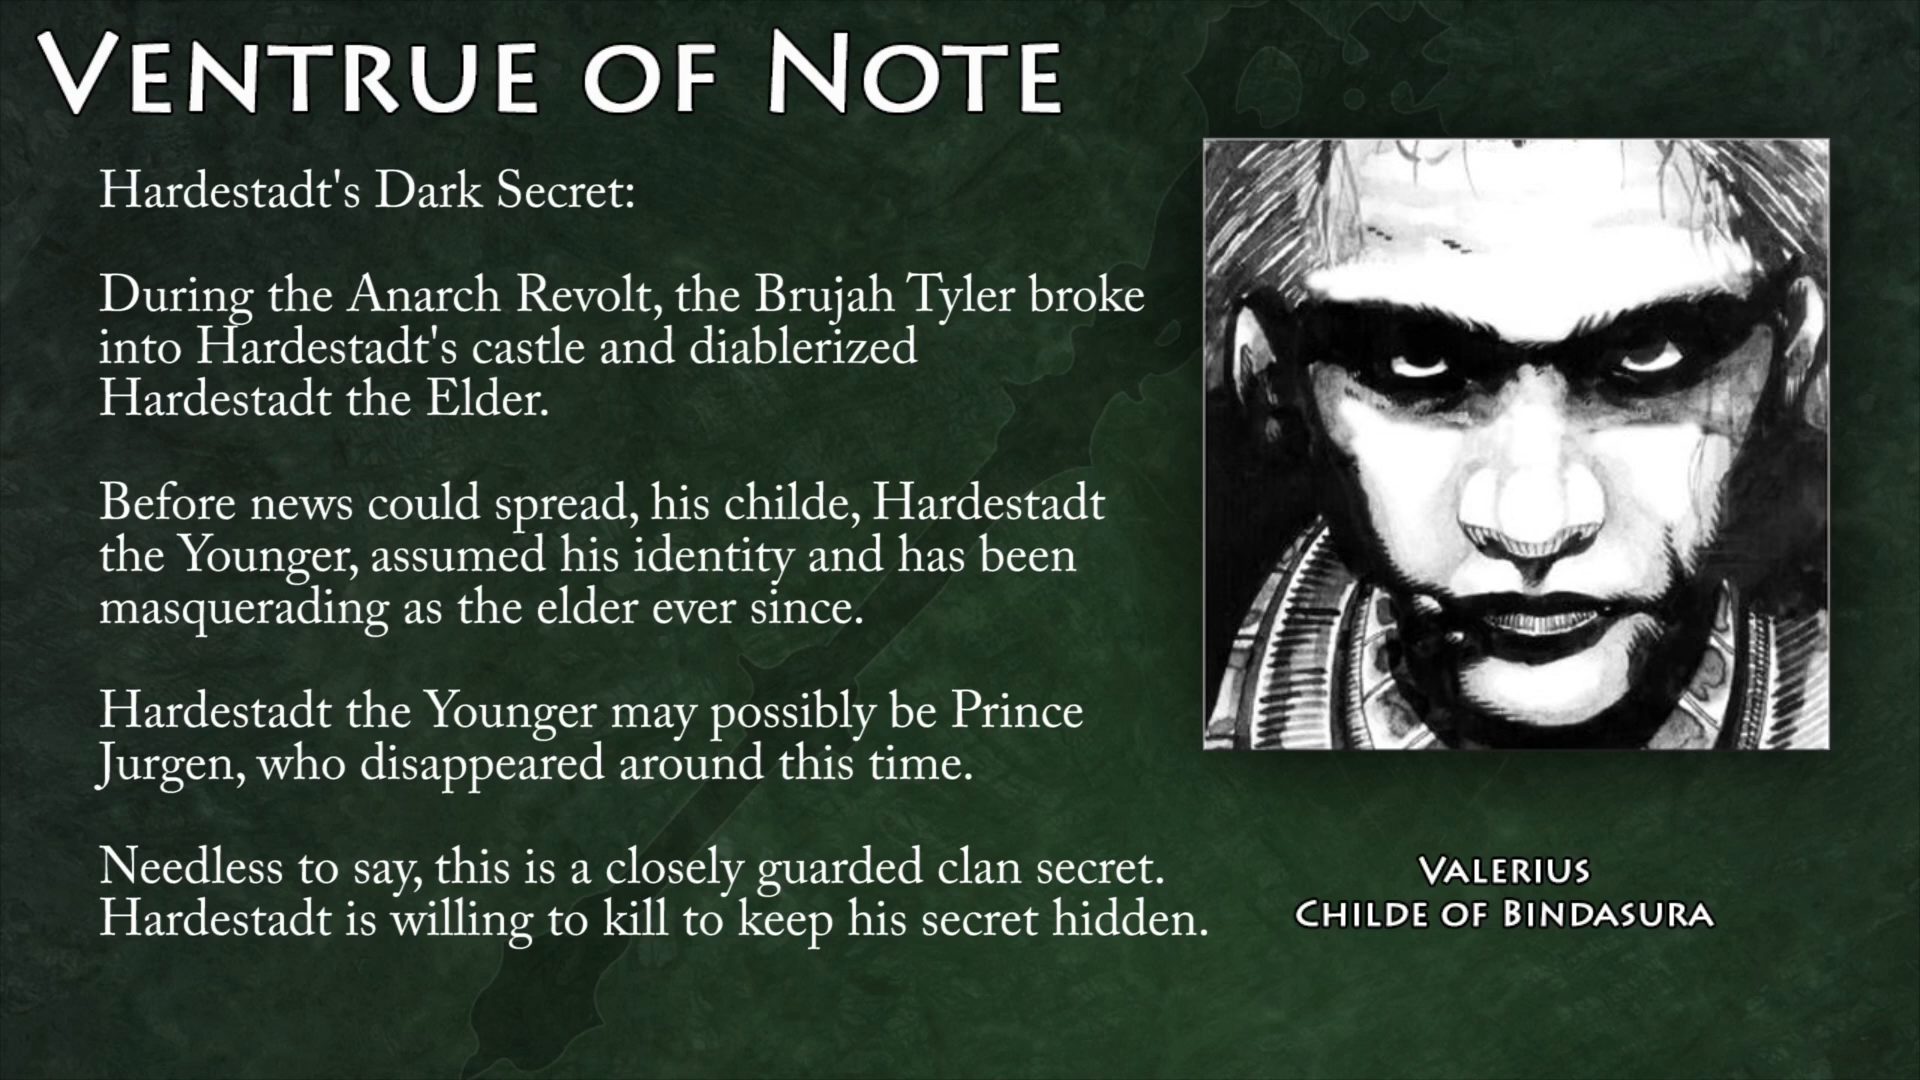 Ventrue of Note
Hardestadt's Dark Secret:
During the Anarch Revolt, the Brujah Tyler broke
into Hardestadt's castle and diablerized
Hardestadt the Elder.
Before news could spread, his childe, Hardestadt
the Younger, assumed his identity and has been
masquerading as the elder ever since.
Hardestadt the Younger may possibly be Prince
Jurgen, who disappeared around this time.
Needless to say, this is a closely guarded clan secret.
Hardestadt is willing to kill to keep his secret hidden.
Valerius
Childe of Bindasura